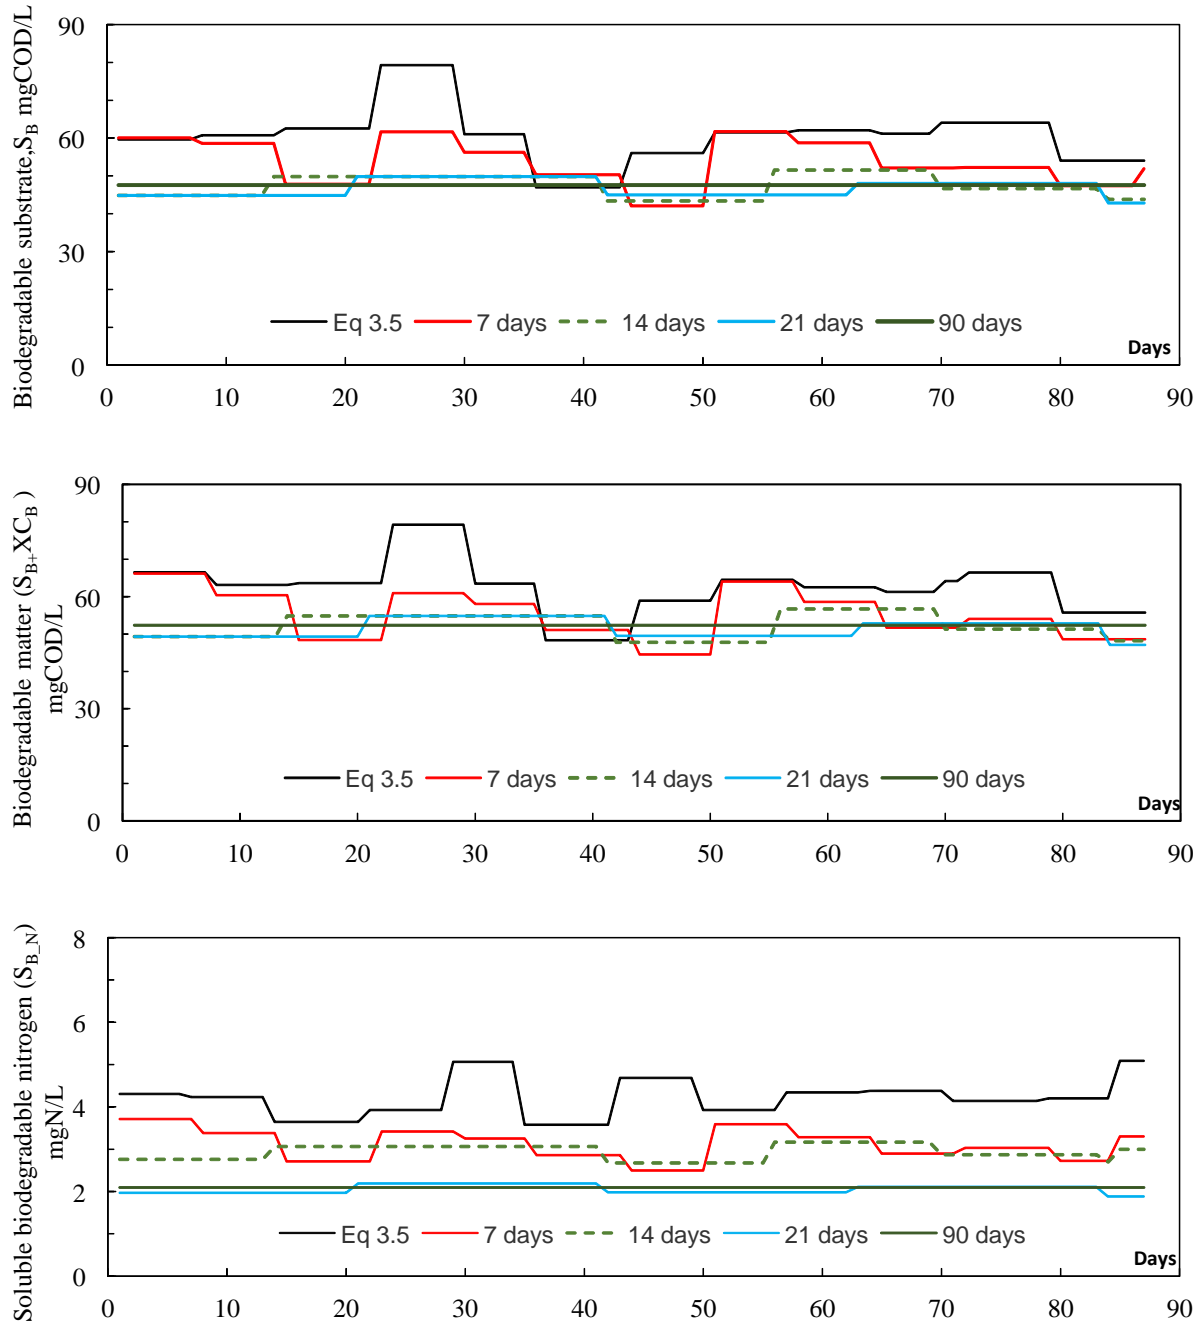 Biodegradable substrate,S_B mgCOD/L
90
60
30
0
Eq 3.5 7 days 14 days 21 days 90 days
Days
0 10 20 30 40 50 60 70 80 90
Biodegradable matter (S_B+XC_B )
mgCOD/L
90
60
30
0
Eq 3.5 7 days 14 days 21 days 90 days
Days
0 10 20 30 40 50 60 70 80 90
Soluble biodegradable nitrogen (S_B_N)
mgN/L
8
6
4
2
0
Eq 3.5 7 days 14 days 21 days 90 days
Days
0 10 20 30 40 50 60 70 80 90